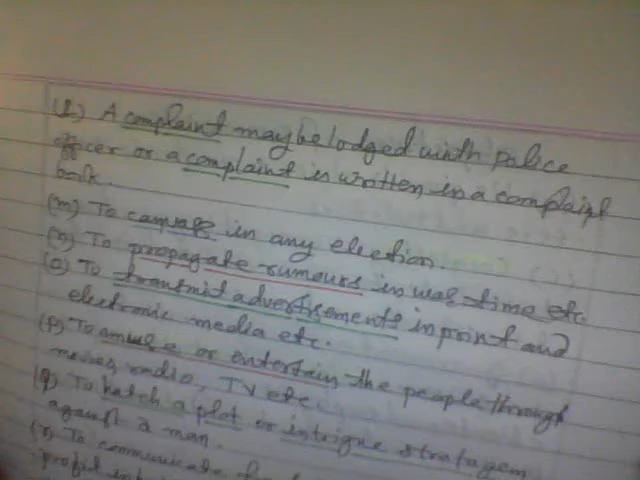 (l) A complaint may be lodged with police
officer or a complaint is written in a complaint
book.
(m) To canvass in any election.
(n) To propagate rumours in war time etc.
(o) To transmit advertisements in print and
electronic media etc.
(p) To amuse or entertain the people through
movies, radio, TV etc.
(q) To hatch a plot or intrigue stratagem
against a man.
(r) To communicate
profit